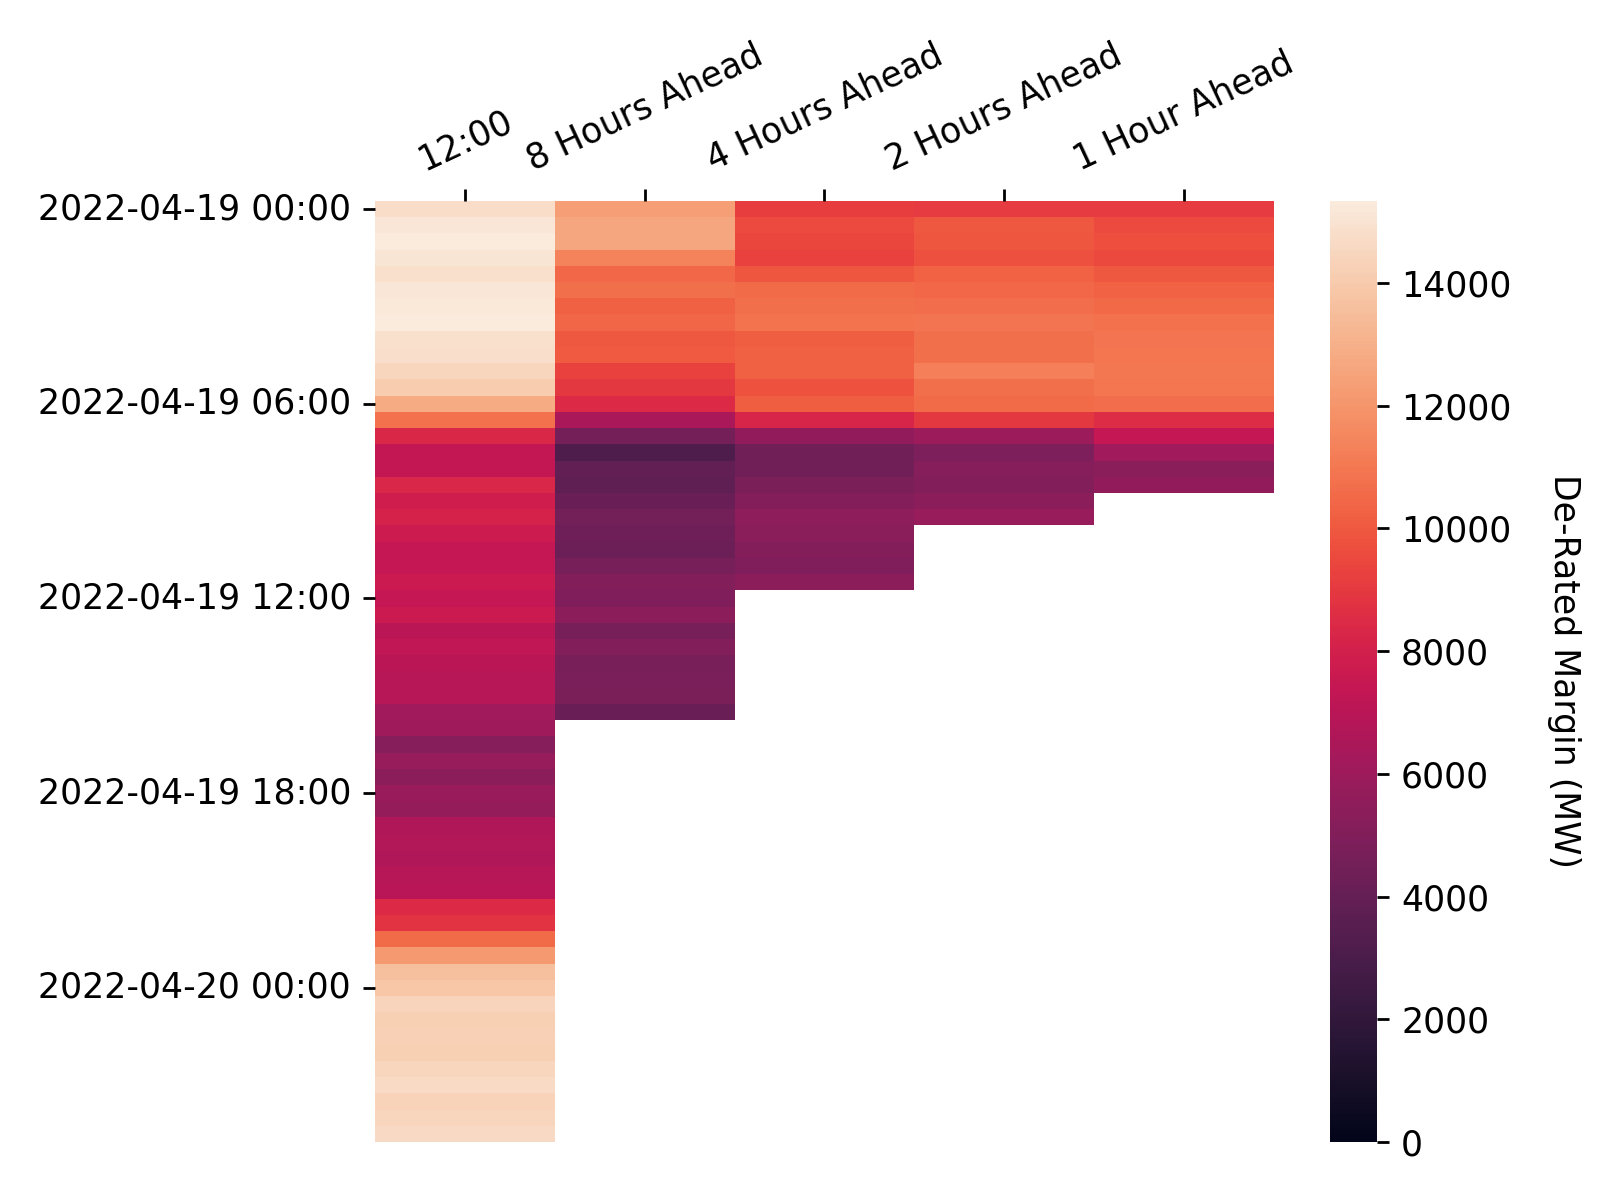 12:00
8 Hours Ahead
4 Hours Ahead
2 Hours Ahead
1 Hour Ahead
2022-04-19 00:00
2022-04-19 06:00
2022-04-19 12:00
2022-04-19 18:00
2022-04-20 00:00
14000
12000
10000
8000
6000
4000
2000
0
De-Rated Margin (MW)